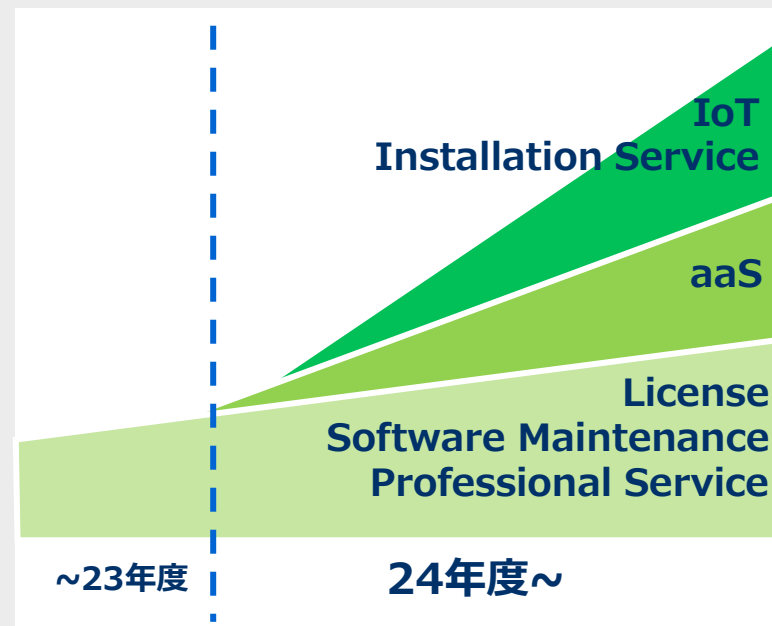 IoT
Installation Service
aaS
License
Software Maintenance
Professional Service
~23年度
24年度~